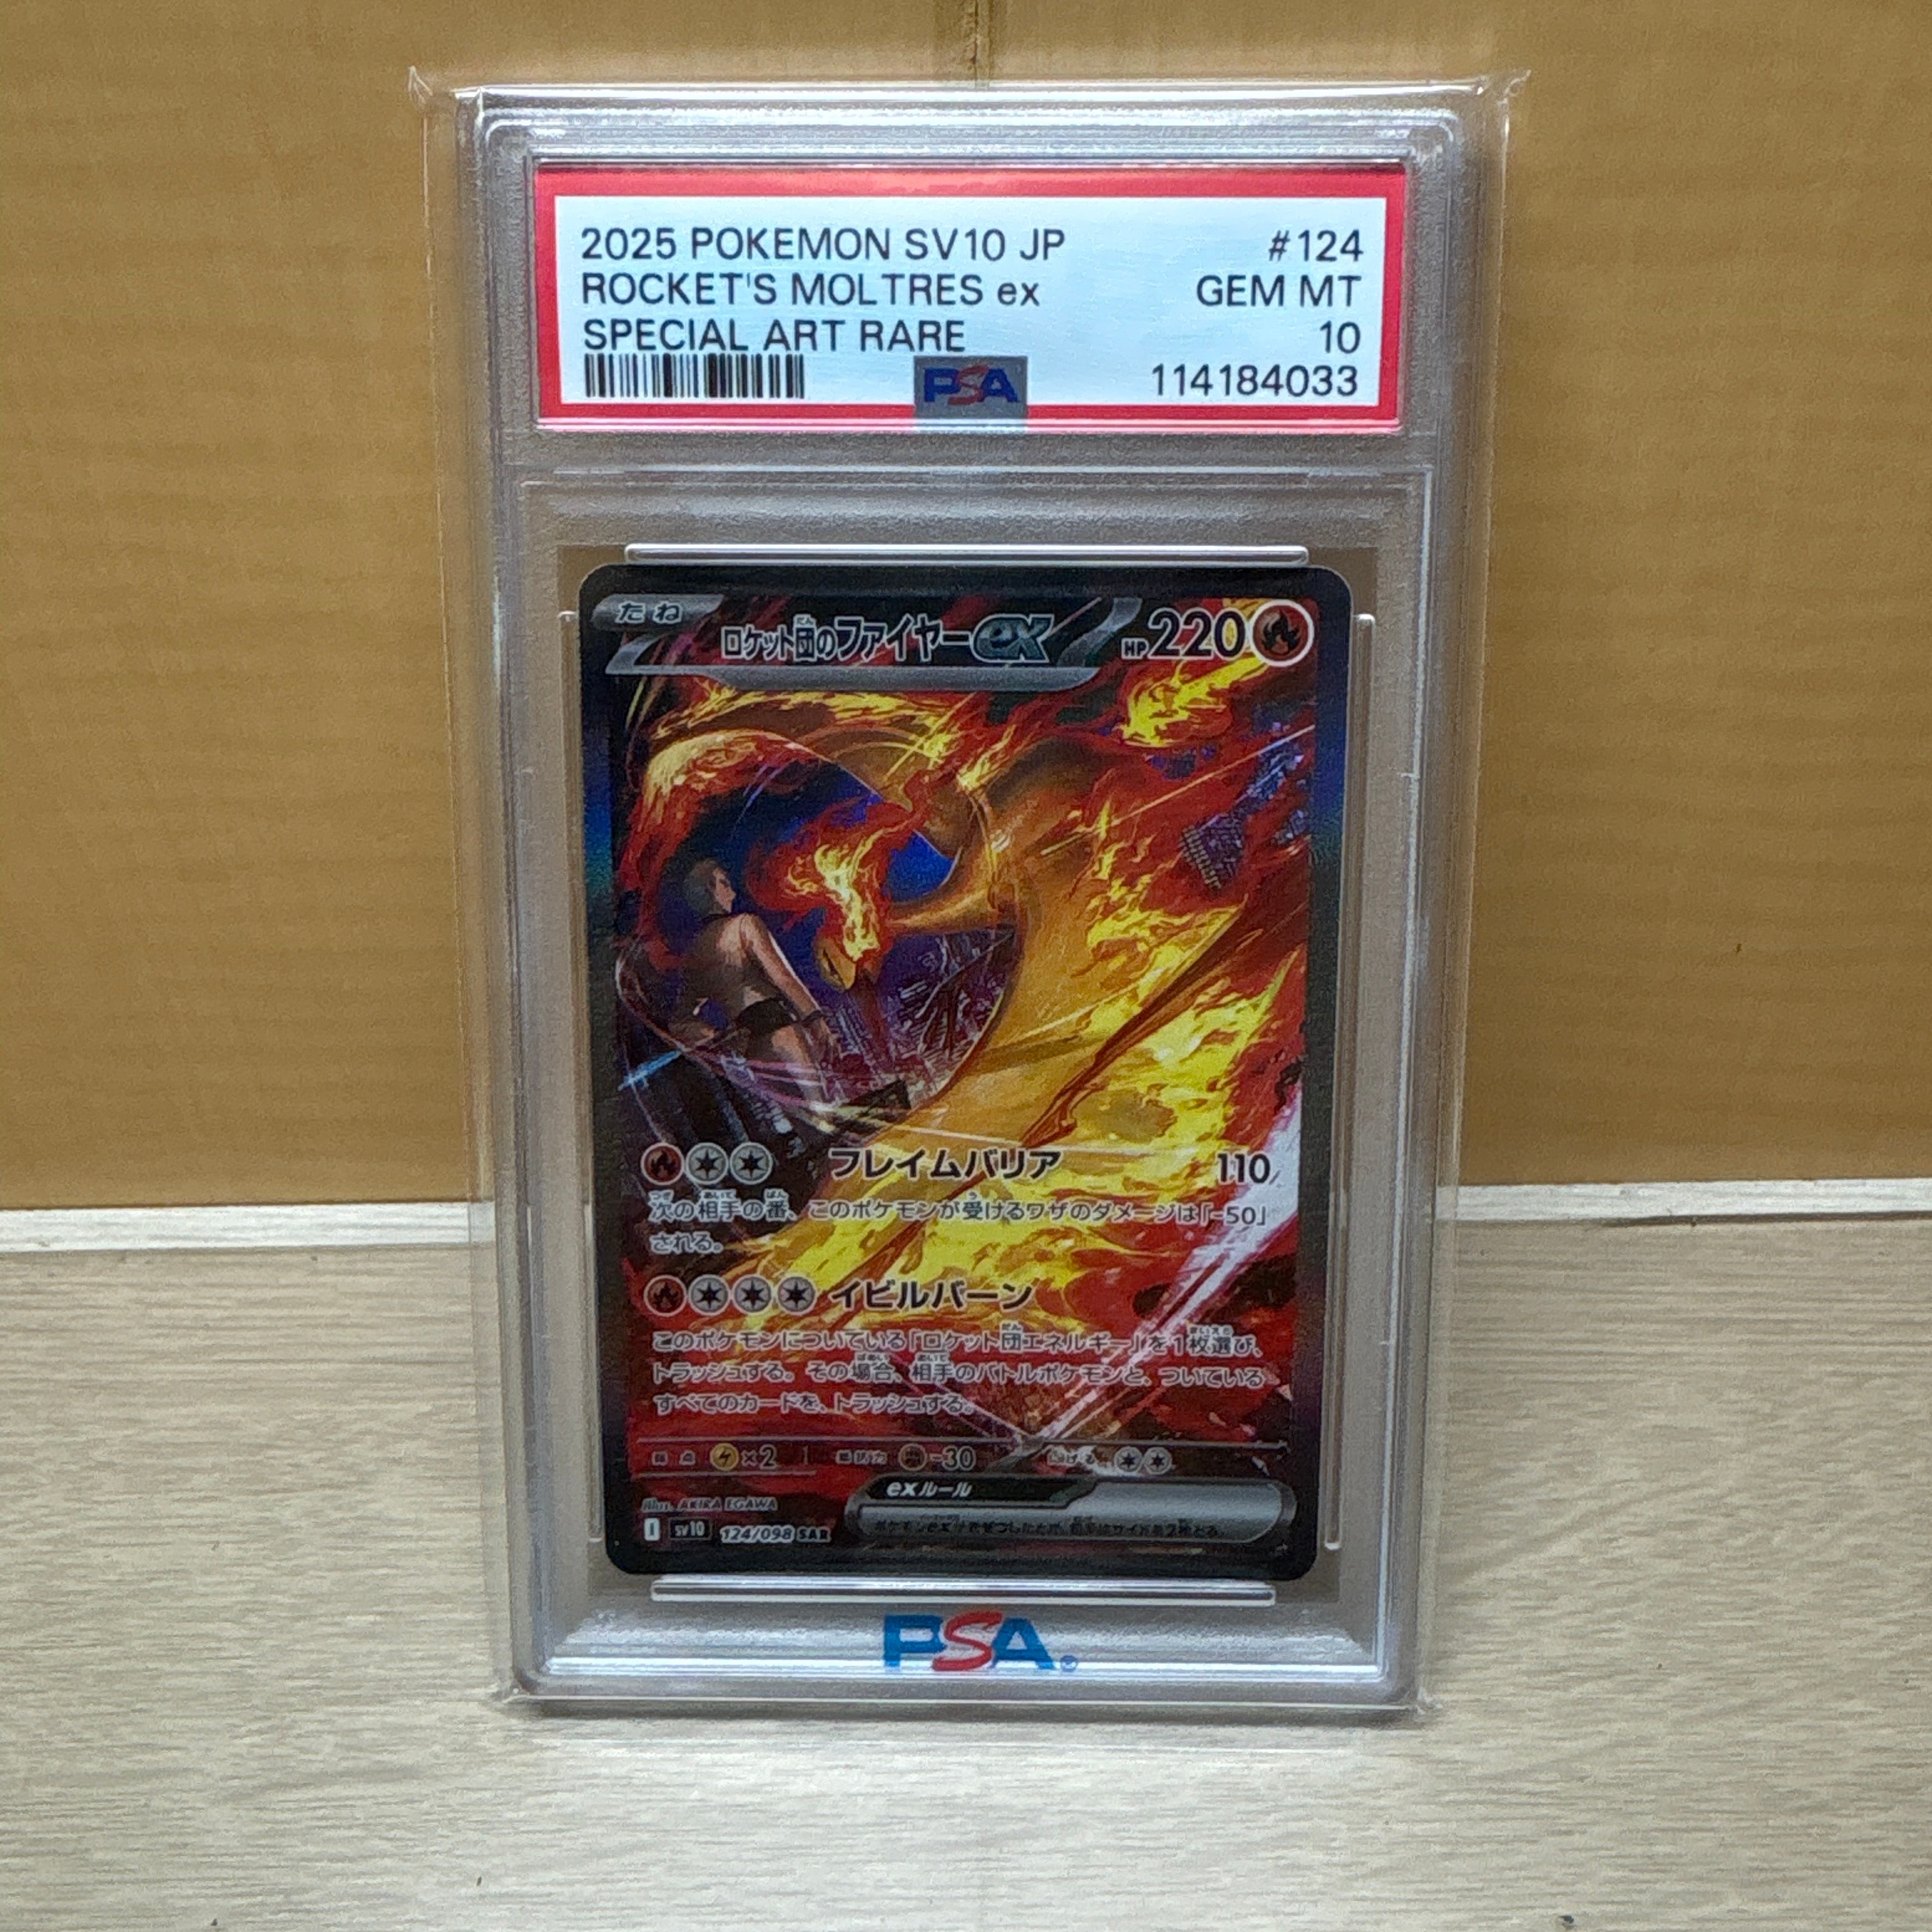 2025 POKEMON SV10 JP #124
ROCKET'S MOLTRES ex GEM MT
SPECIAL ART RARE 10
PSA 114184033
たね ロケット団のファイヤーex HP220
フレイムバリア 110
次の相手の番、このポケモンが受けるワザのダメージは「-50」
される。
イビルバーン
このポケモンについている「ロケット団エネルギー」を1枚選び、
トラッシュする。その場合、相手のバトルポケモンと、ついている
すべてのカードを、トラッシュする。
×2 -30 にげる
exルール
Illus. AKIRA EGAWA
I sv10 124/098 SAR
PSA®